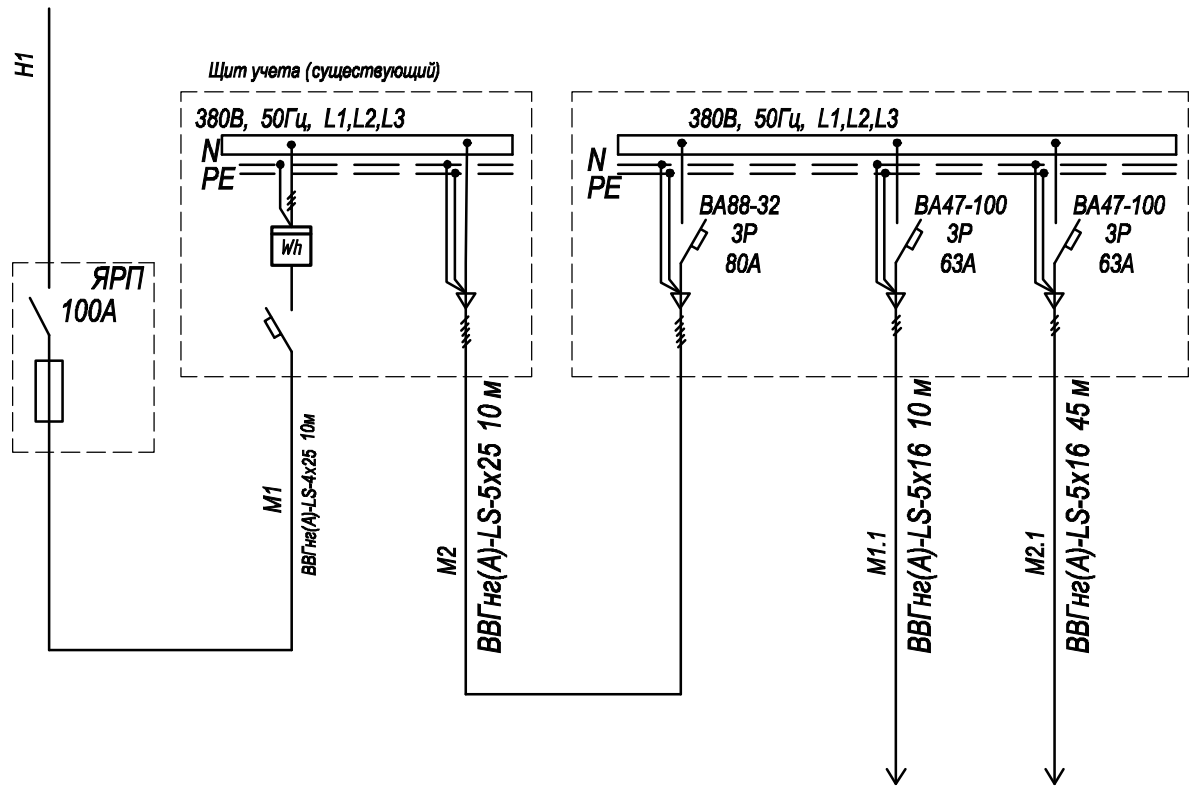 Н1
Щит учета (существующий)
380В, 50Гц, L1,L2,L3
N
PE
Wh
ЯРП
100А
М1
ВВГнг(А)-LS-4х25 10м
М2
ВВГнг(А)-LS-5х25 10 м
380В, 50Гц, L1,L2,L3
N
PE
ВА88-32
3Р
80А
ВА47-100
3Р
63А
ВА47-100
3Р
63А
М1.1
ВВГнг(А)-LS-5х16 10 м
М2.1
ВВГнг(А)-LS-5х16 45 м